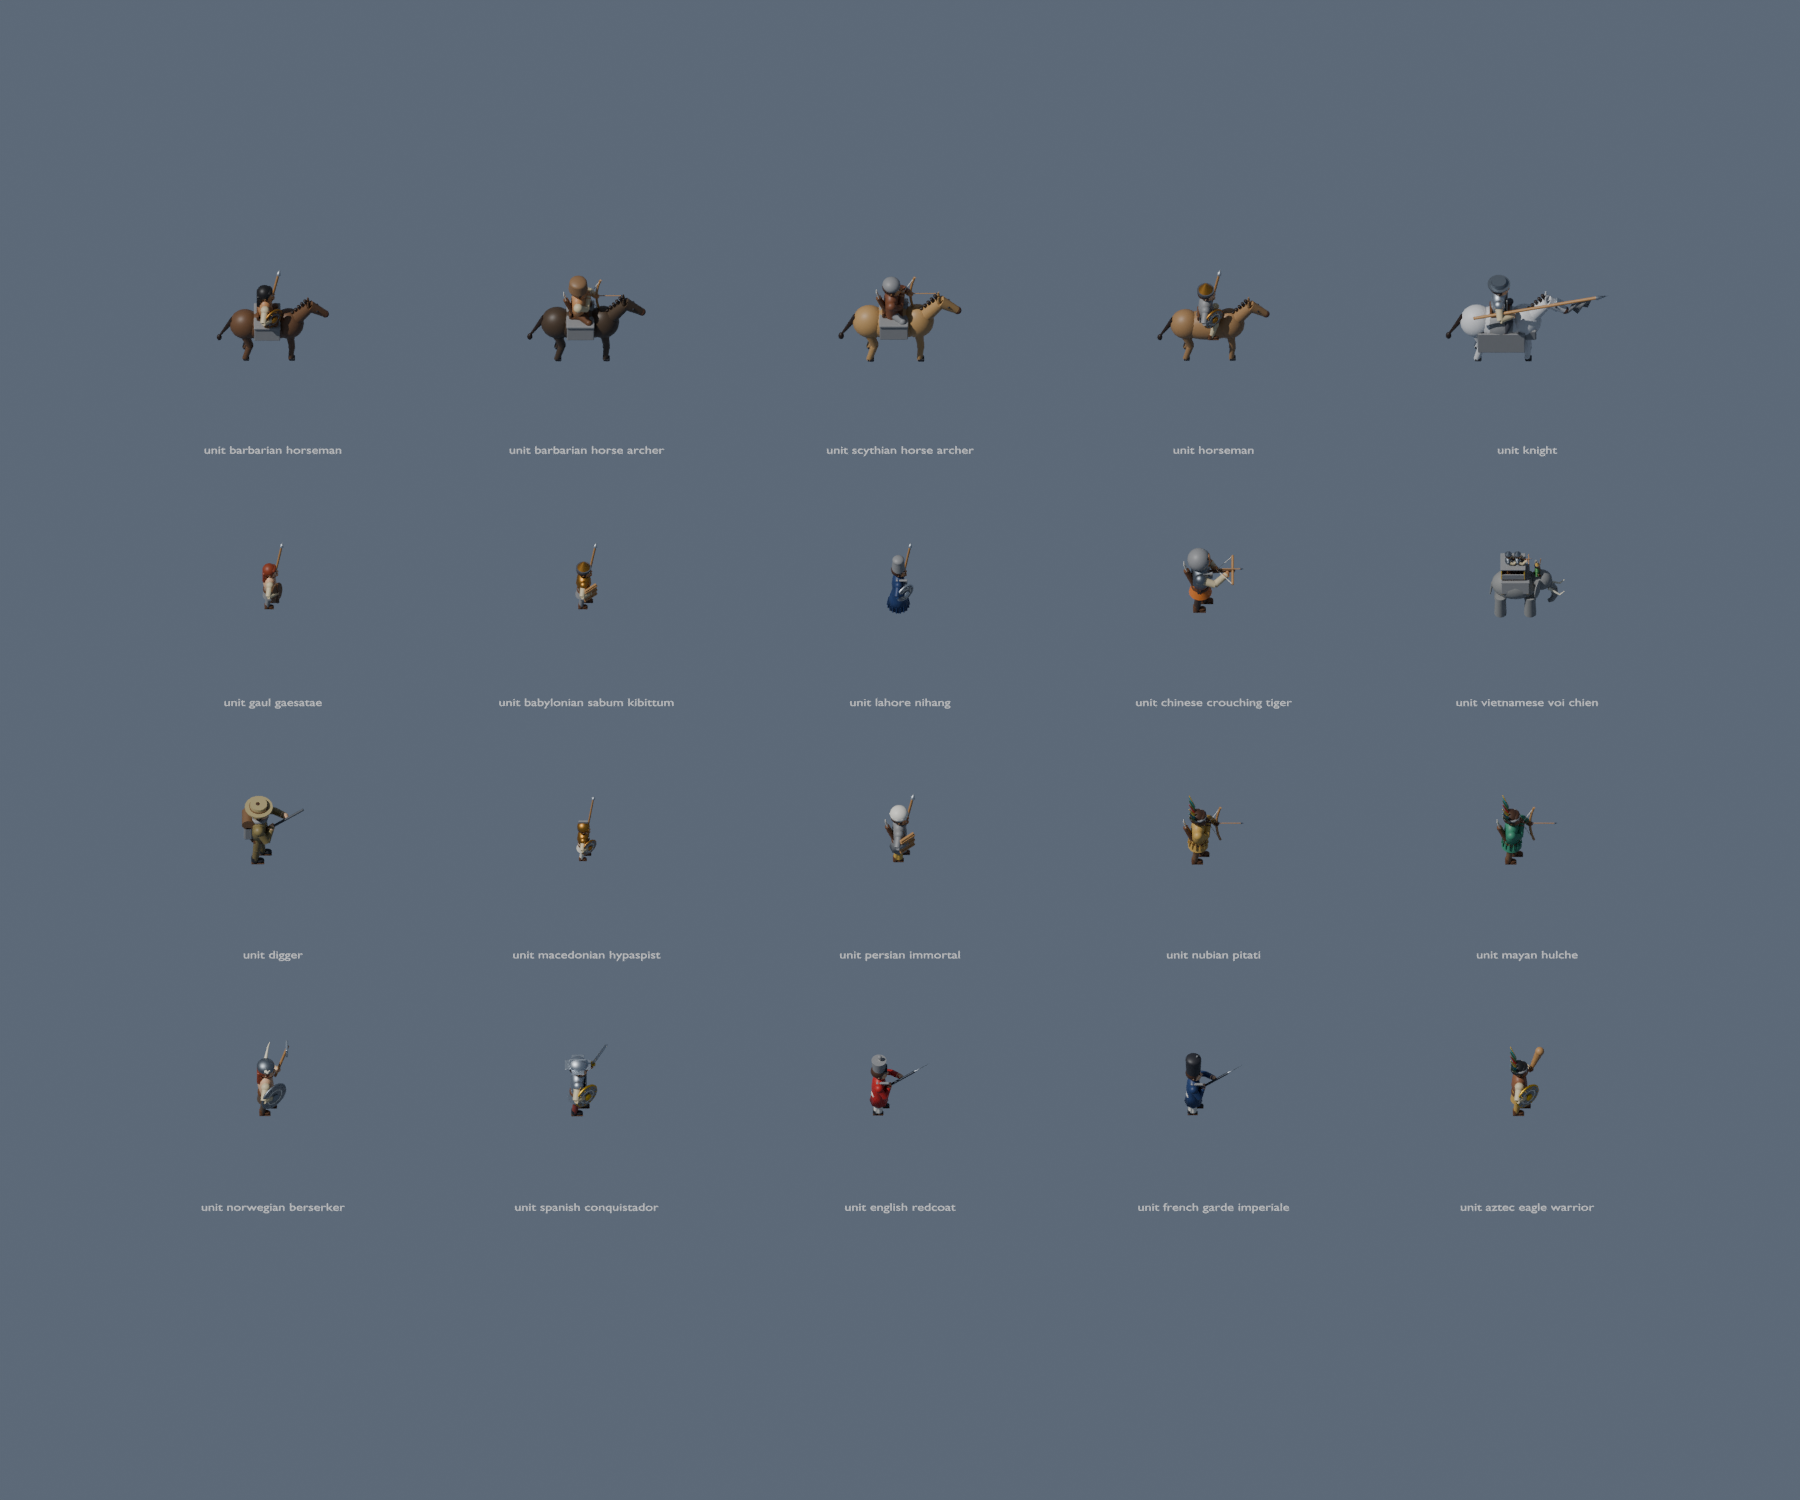 unit barbarian horseman
unit barbarian horse archer
unit scythian horse archer
unit horseman
unit knight
unit gaul gaesatae
unit babylonian sabum kibittum
unit lahore nihang
unit chinese crouching tiger
unit vietnamese voi chien
unit digger
unit macedonian hypaspist
unit persian immortal
unit nubian pitati
unit mayan hulche
unit norwegian berserker
unit spanish conquistador
unit english redcoat
unit french garde imperiale
unit aztec eagle warrior